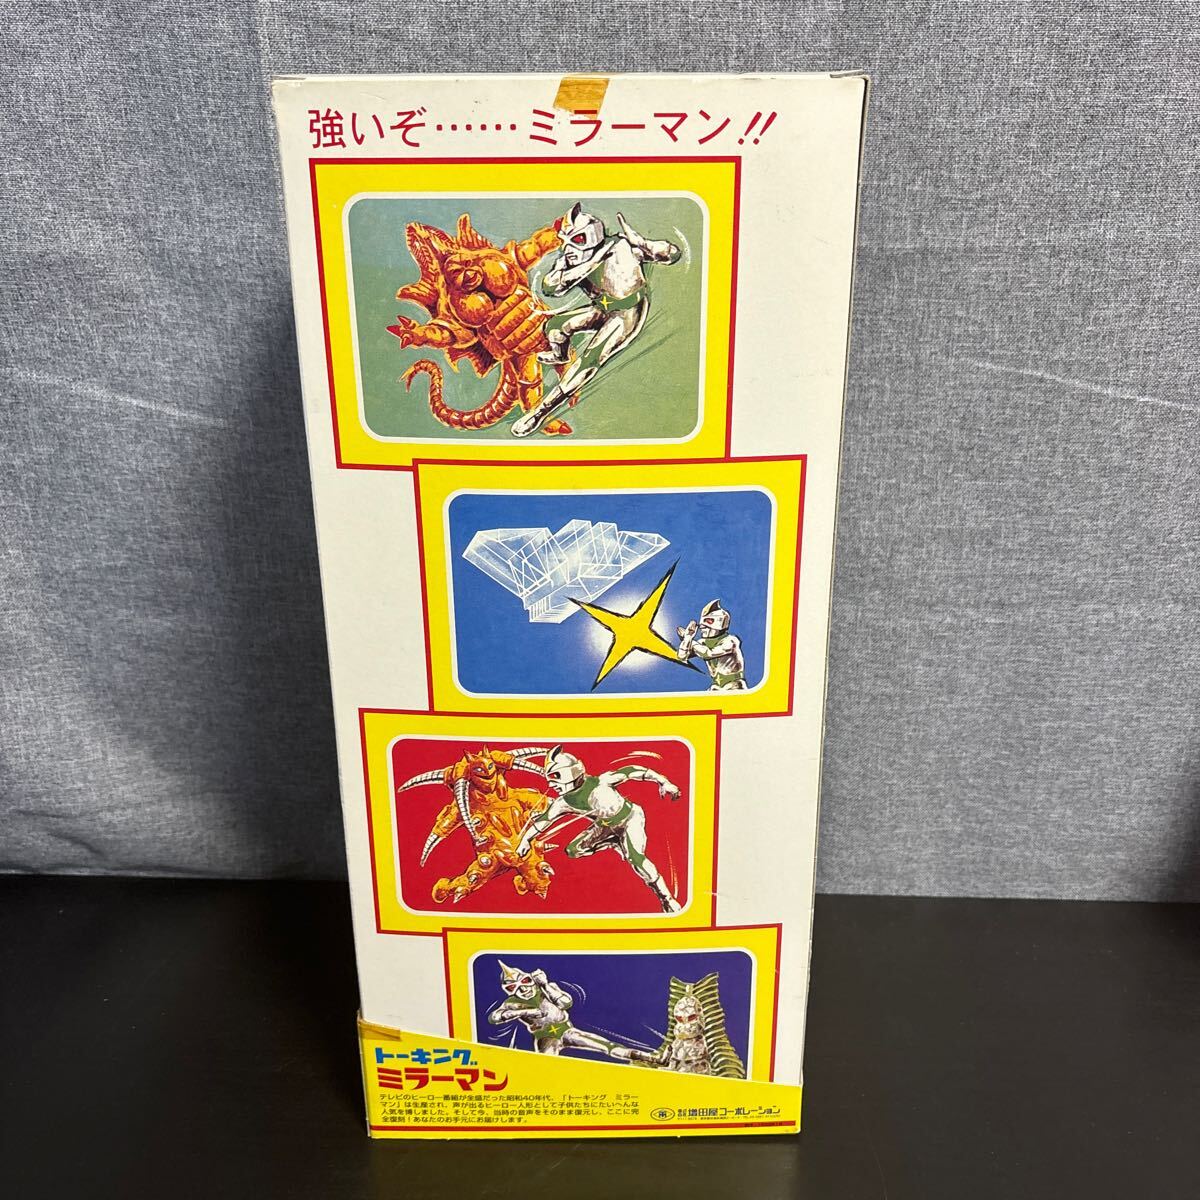 強いぞ……ミラーマン!!
トーキング
ミラーマン
テレビのヒーロー番組が全盛だった昭和40年代、「トーキング ミラー
マン」は生産され、声が出るヒーロー人形として子供たちにたいへんな
人気を博しました。そして今、当時の音声をそのまま復元し、ここに完
全復刻！あなたのお手元にお届けします。
株式会社 増田屋コーポレーション